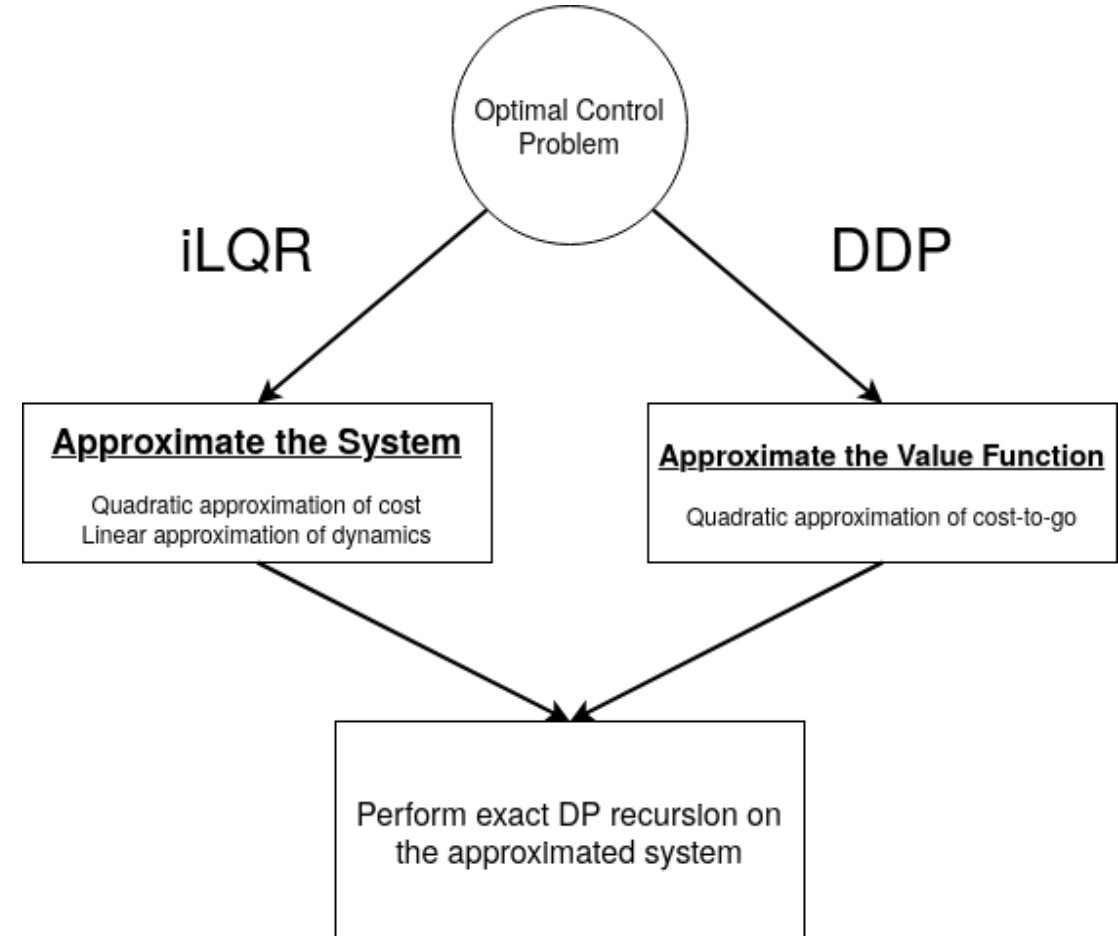 Optimal Control
Problem
iLQR
DDP
Approximate the System
Quadratic approximation of cost
Linear approximation of dynamics
Approximate the Value Function
Quadratic approximation of cost-to-go
Perform exact DP recursion on
the approximated system